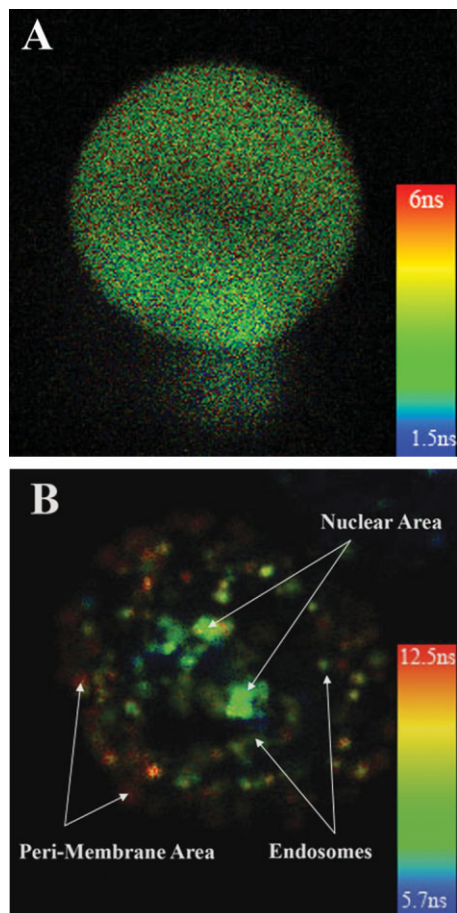 A
6ns
1.5ns
B
Nuclear Area
12.5ns
Peri-Membrane Area
Endosomes
5.7ns